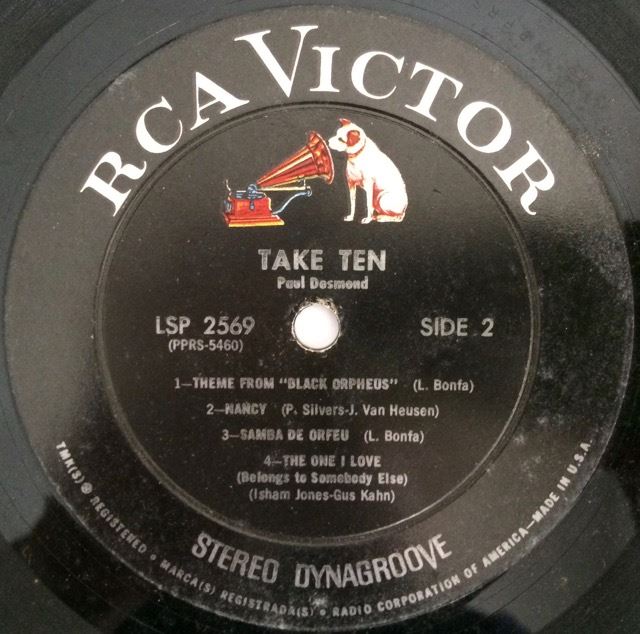 RCA VICTOR
TAKE TEN
Paul Desmond
LSP 2569
(PPRS-5460)
SIDE 2
1—THEME FROM "BLACK ORPHEUS" (L. Bonfa)
2—NANCY (P. Silvers-J. Van Heusen)
3—SAMBA DE ORFEU (L. Bonfa)
4—THE ONE I LOVE
(Belongs to Somebody Else)
(Isham Jones-Gus Kahn)
STEREO DYNAGROOVE
TMK(S) ® REGISTERED • MARCA(S) REGISTRADA(S) • RADIO CORPORATION OF AMERICA—MADE IN U.S.A.